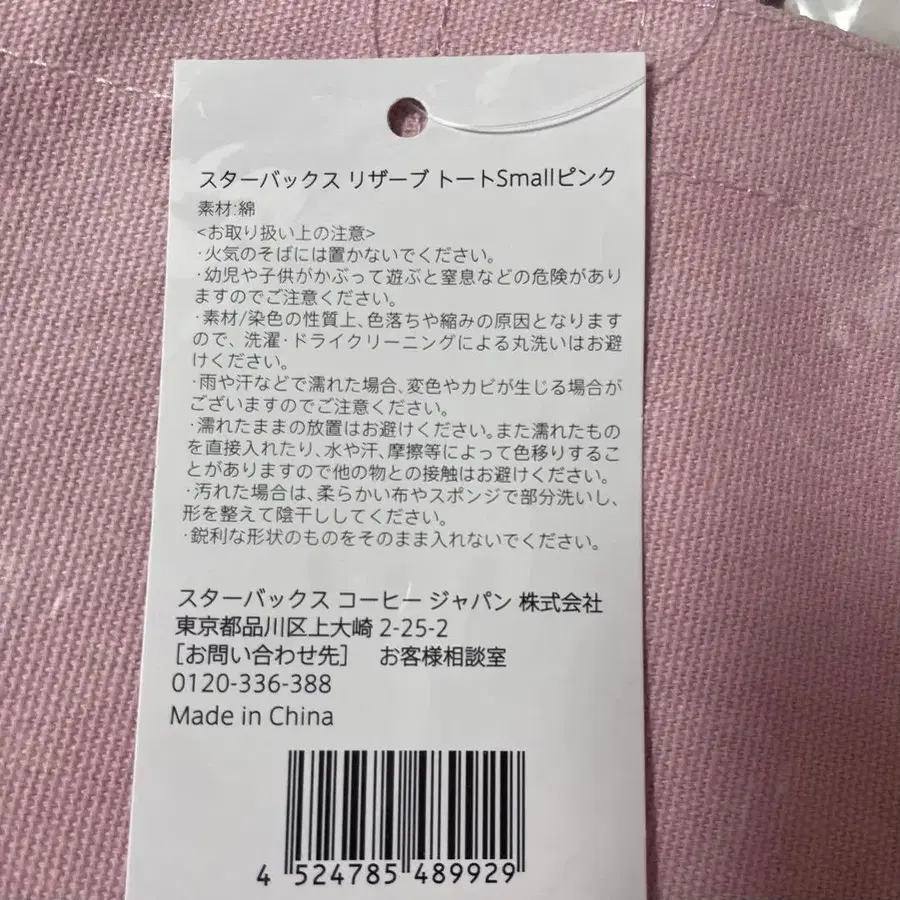 スターバックス リザーブ トートSmallピンク
素材:綿
<お取り扱い上の注意>
・火気のそばには置かないでください。
・幼児や子供がかぶって遊ぶと窒息などの危険があり
ますのでご注意ください。
・素材/染色の性質上、色落ちや縮みの原因となります
ので、洗濯・ドライクリーニングによる丸洗いはお避
けください。
・雨や汗などで濡れた場合、変色やカビが生じる場合が
ございますのでご注意ください。
・濡れたままの放置はお避けください。また濡れたもの
を直接入れたり、水や汗、摩擦等によって色移りするこ
とがありますので他の物との接触はお避けください。
・汚れた場合は、柔らかい布やスポンジで部分洗いし、
形を整えて陰干ししてください。
・鋭利な形状のものをそのまま入れないでください。
スターバックス コーヒー ジャパン 株式会社
東京都品川区上大崎 2-25-2
[お問い合わせ先] お客様相談室
0120-336-388
Made in China
4 524785 489929